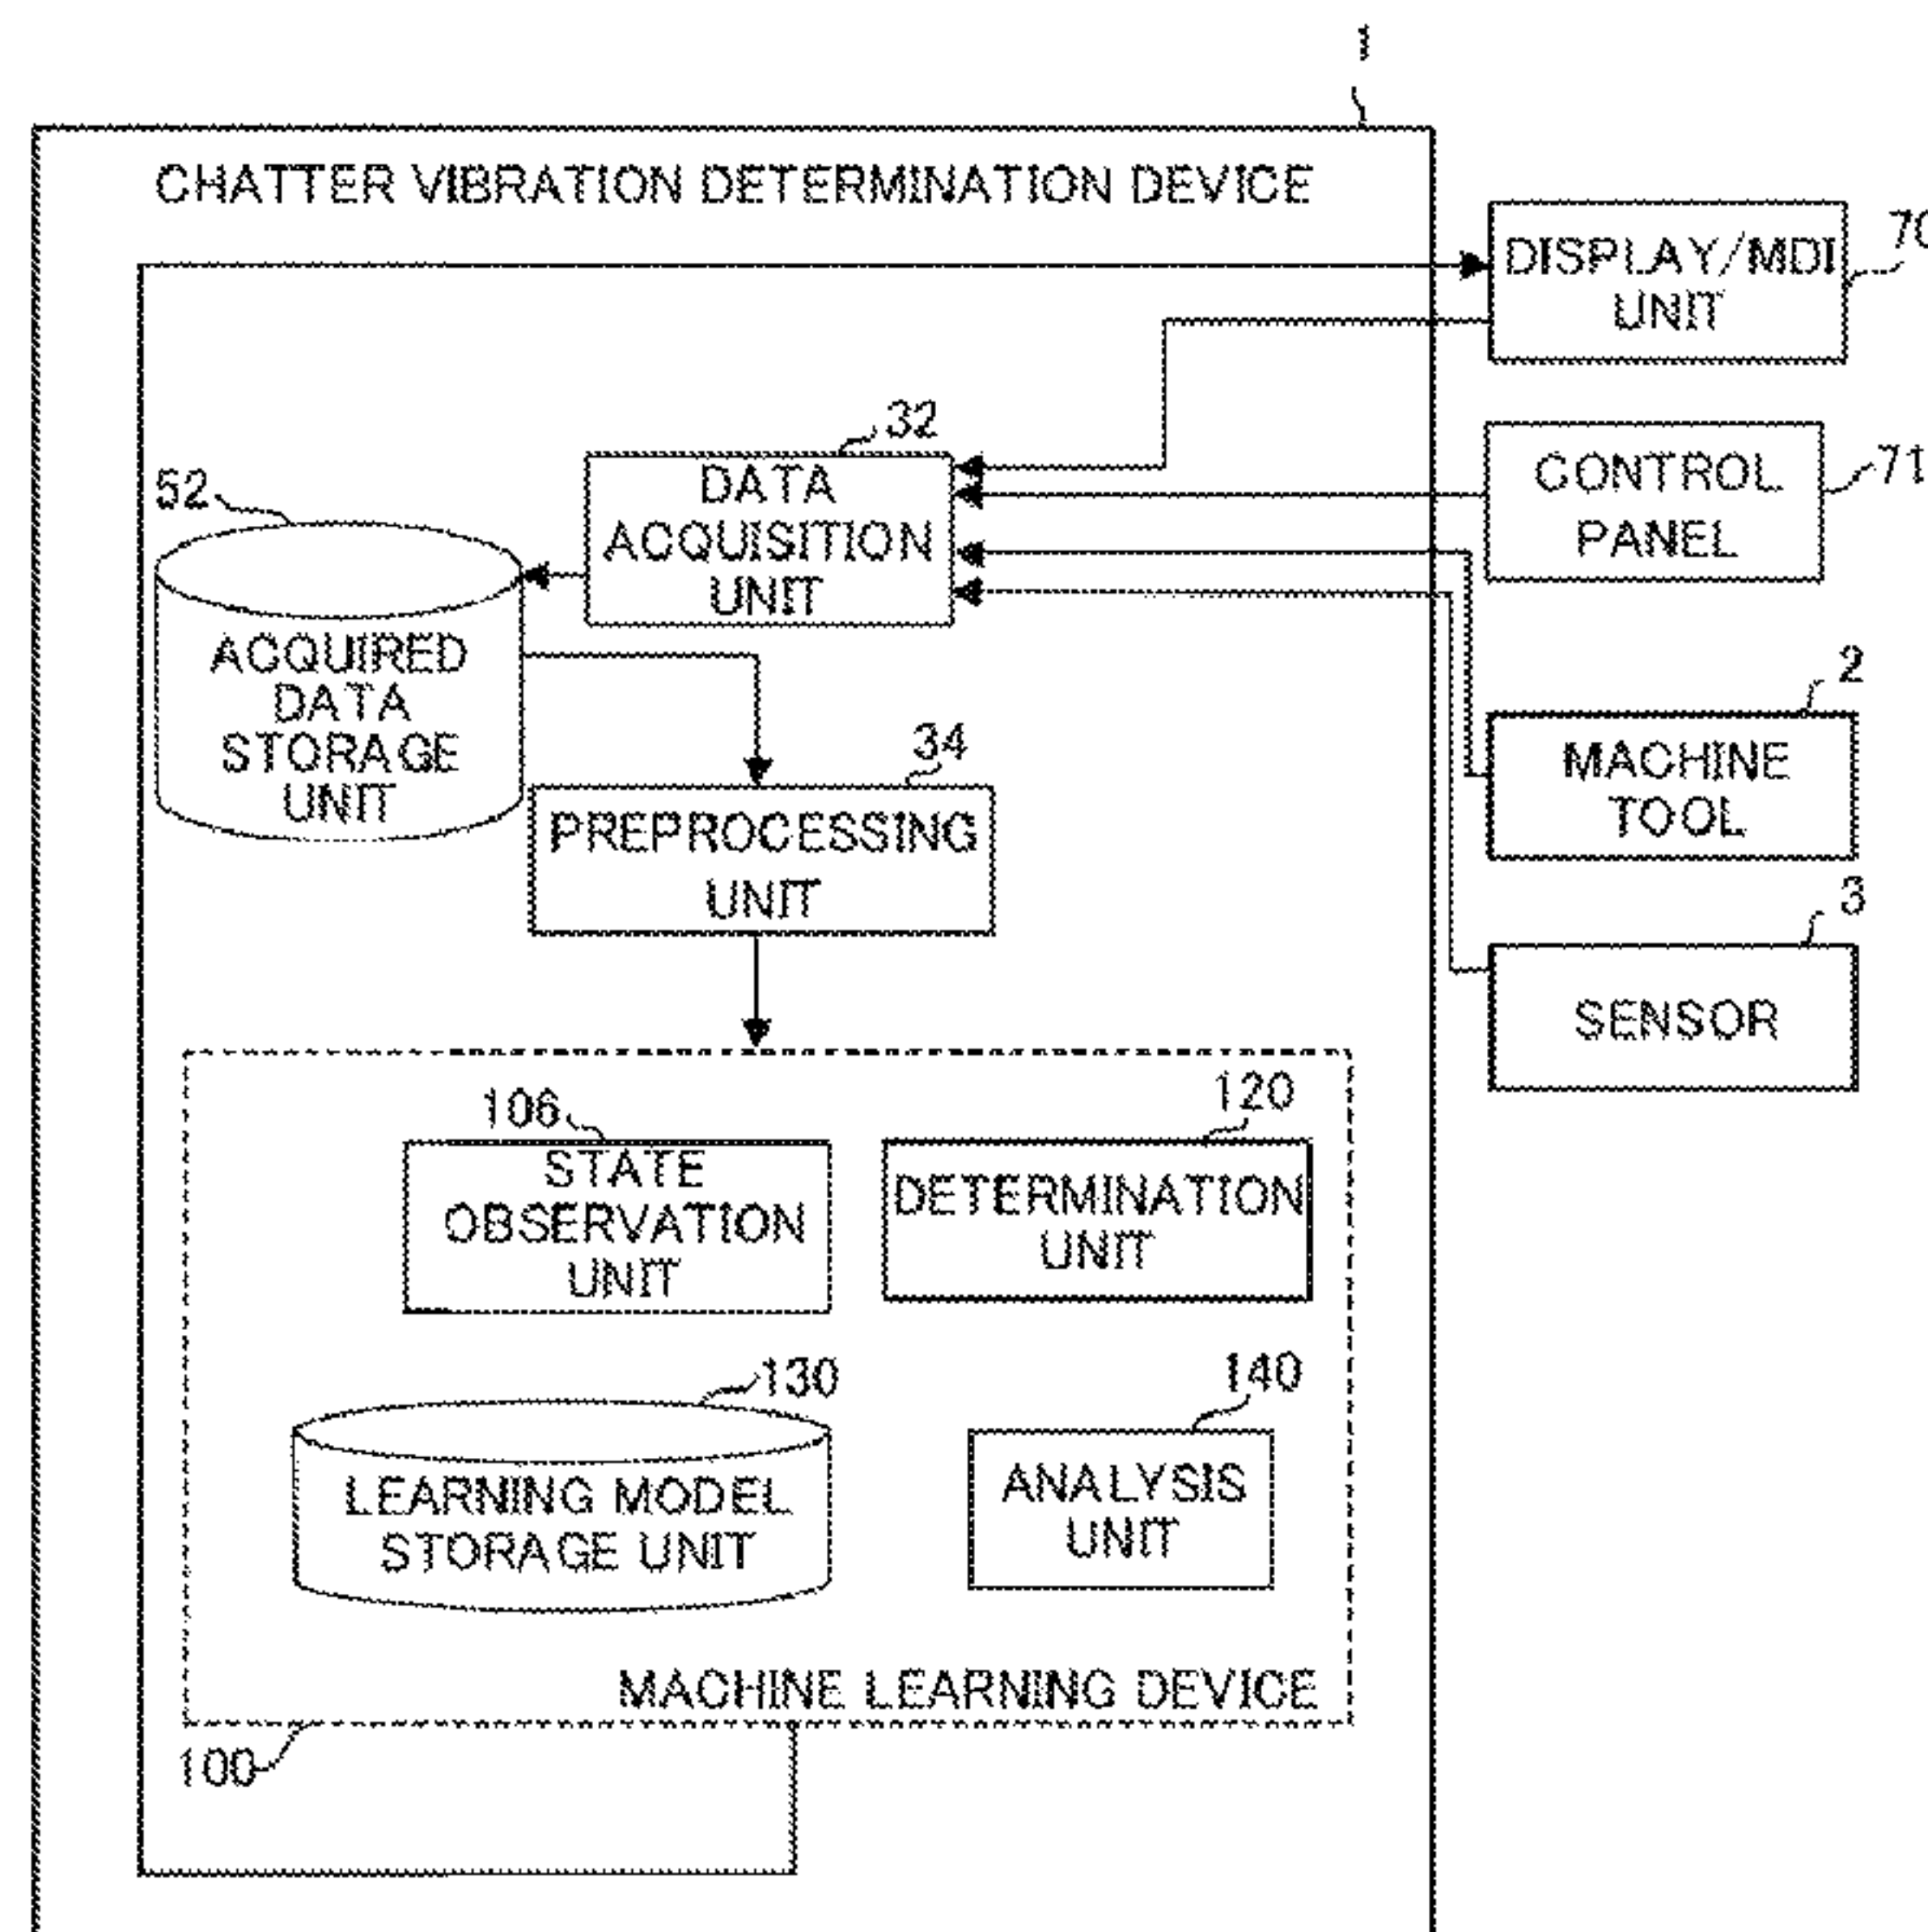 1
CHATTER VIBRATION DETERMINATION DEVICE
DISPLAY/MDI
UNIT
70
32
DATA
ACQUISITION
UNIT
CONTROL
PANEL
71
52
ACQUIRED
DATA
STORAGE
UNIT
2
MACHINE
TOOL
34
PREPROCESSING
UNIT
3
SENSOR
106
STATE
OBSERVATION
UNIT
120
DETERMINATION
UNIT
130
LEARNING MODEL
STORAGE UNIT
140
ANALYSIS
UNIT
MACHINE LEARNING DEVICE
100